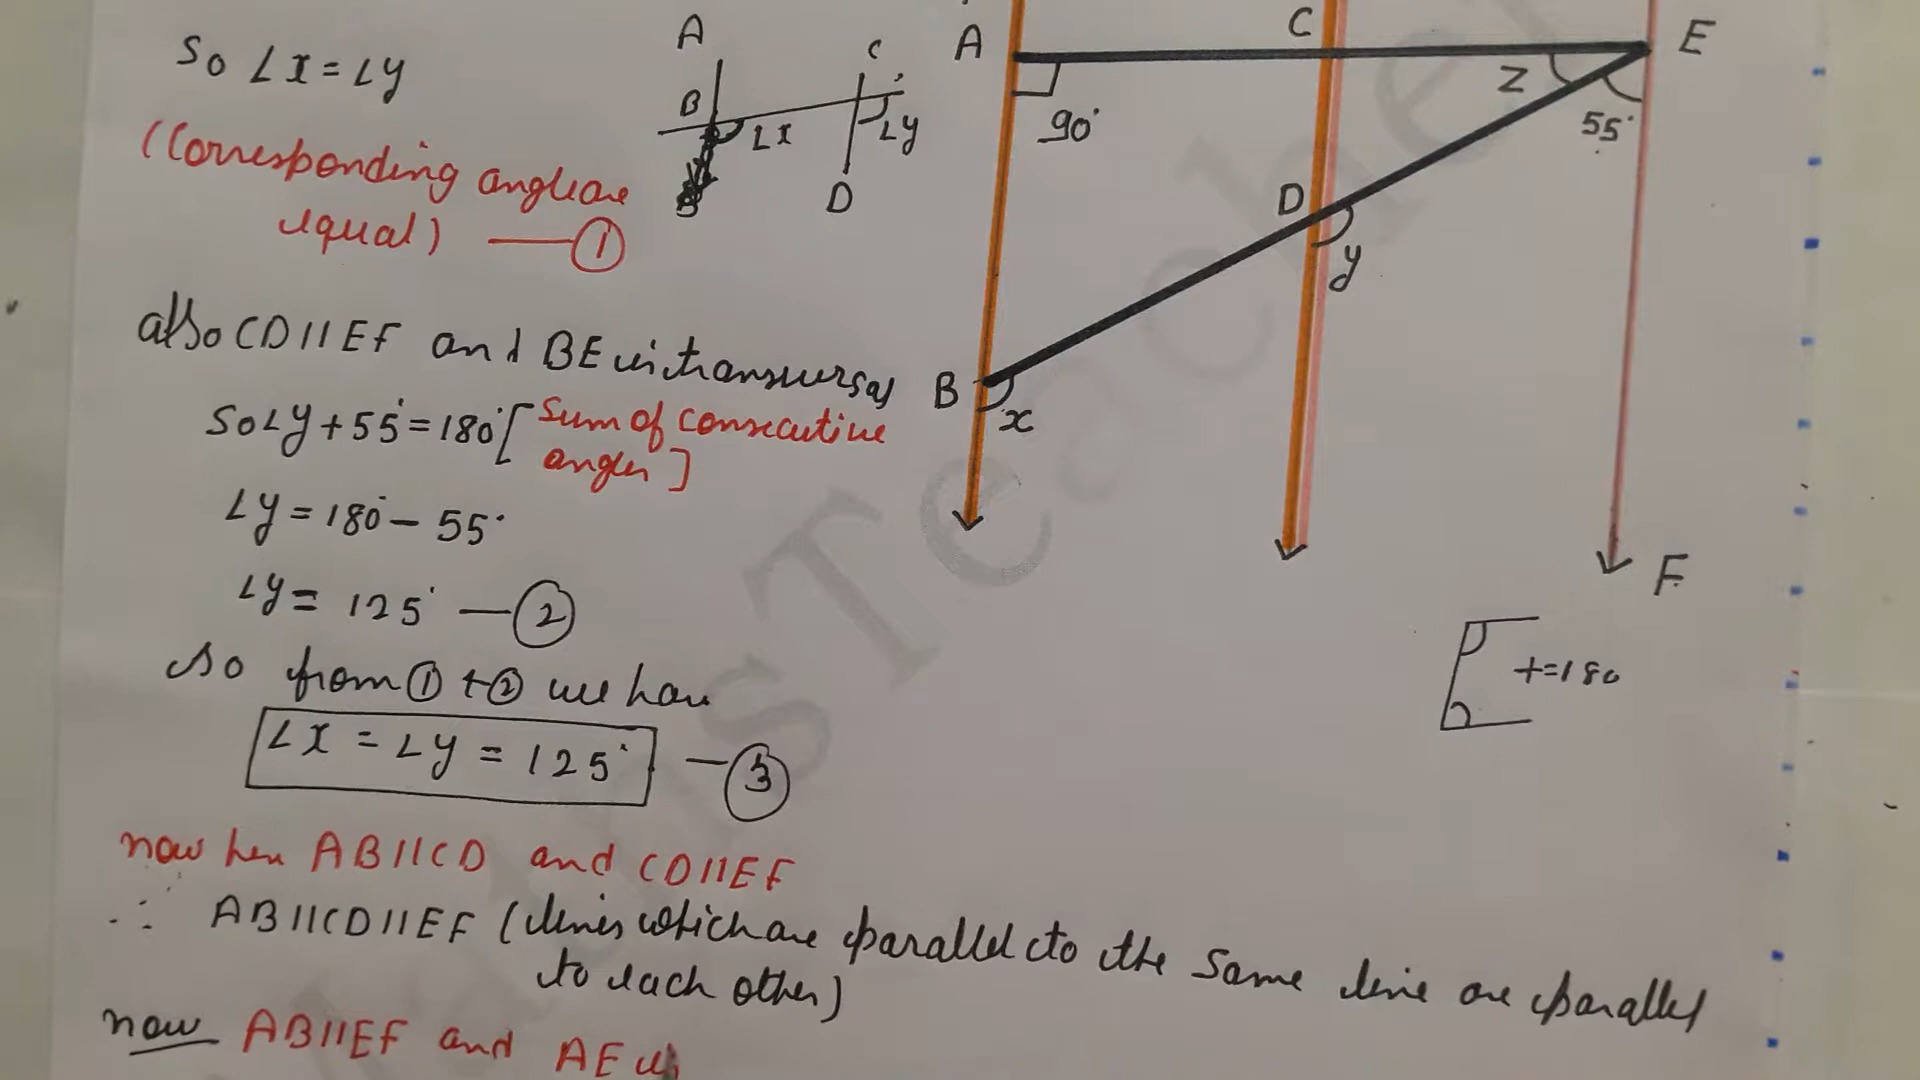 So ∠x = ∠y
(Corresponding angle are
equal) — ①
A
B
∠x
C
∠y
D
A
90°
C
E
Z
55°
D
y
B
x
F
+=180
also CD||EF and BE is transversal
So ∠y + 55° = 180° [Sum of consecutive
angles]
∠y = 180° - 55°
∠y = 125° — ②
So from ① + ② we have
∠x = ∠y = 125° — ③
now here AB||CD and CD||EF
∴ AB||CD||EF (lines which are parallel to the same line are parallel
to each other)
now AB||EF and AE